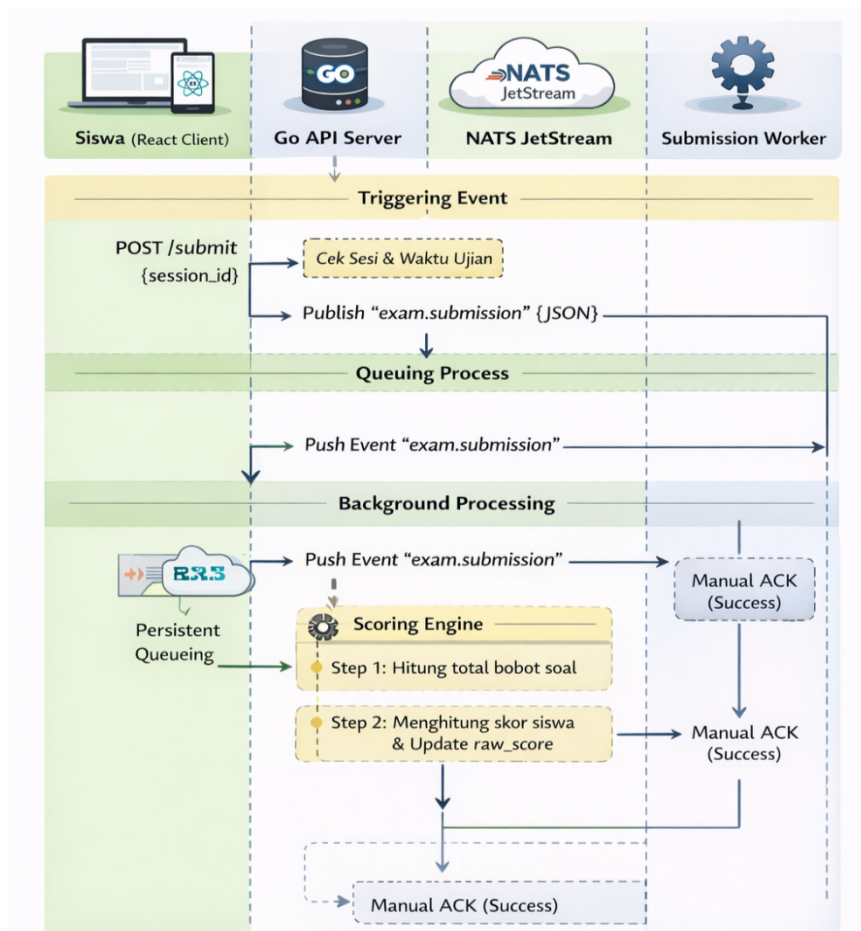 GO
NATS
JetStream
Siswa (React Client)
Go API Server
NATS JetStream
Submission Worker
Triggering Event
POST /submit
{session_id}
Cek Sesi & Waktu Ujian
Publish “exam.submission” {JSON}
Queuing Process
Push Event “exam.submission”
Background Processing
Push Event “exam.submission”
Manual ACK
(Success)
Persistent
Queueing
Scoring Engine
Step 1: Hitung total bobot soal
Step 2: Menghitung skor siswa
& Update raw_score
Manual ACK
(Success)
Manual ACK (Success)